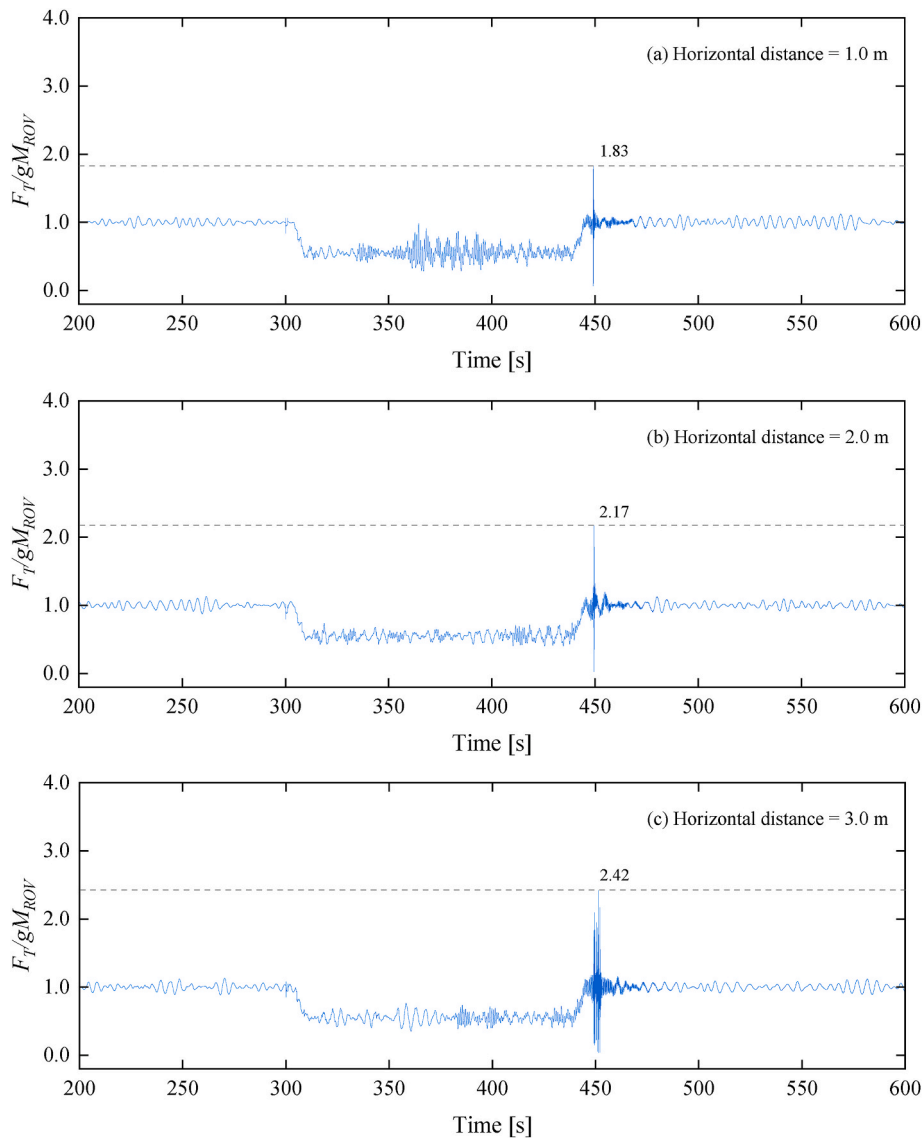 4.0
(a) Horizontal distance = 1.0 m
3.0
2.0
1.83
F_T/gM_ROV
1.0
0.0
200 250 300 350 400 450 500 550 600
Time [s]
4.0
(b) Horizontal distance = 2.0 m
3.0
2.17
2.0
F_T/gM_ROV
1.0
0.0
200 250 300 350 400 450 500 550 600
Time [s]
4.0
(c) Horizontal distance = 3.0 m
3.0
2.42
2.0
F_T/gM_ROV
1.0
0.0
200 250 300 350 400 450 500 550 600
Time [s]